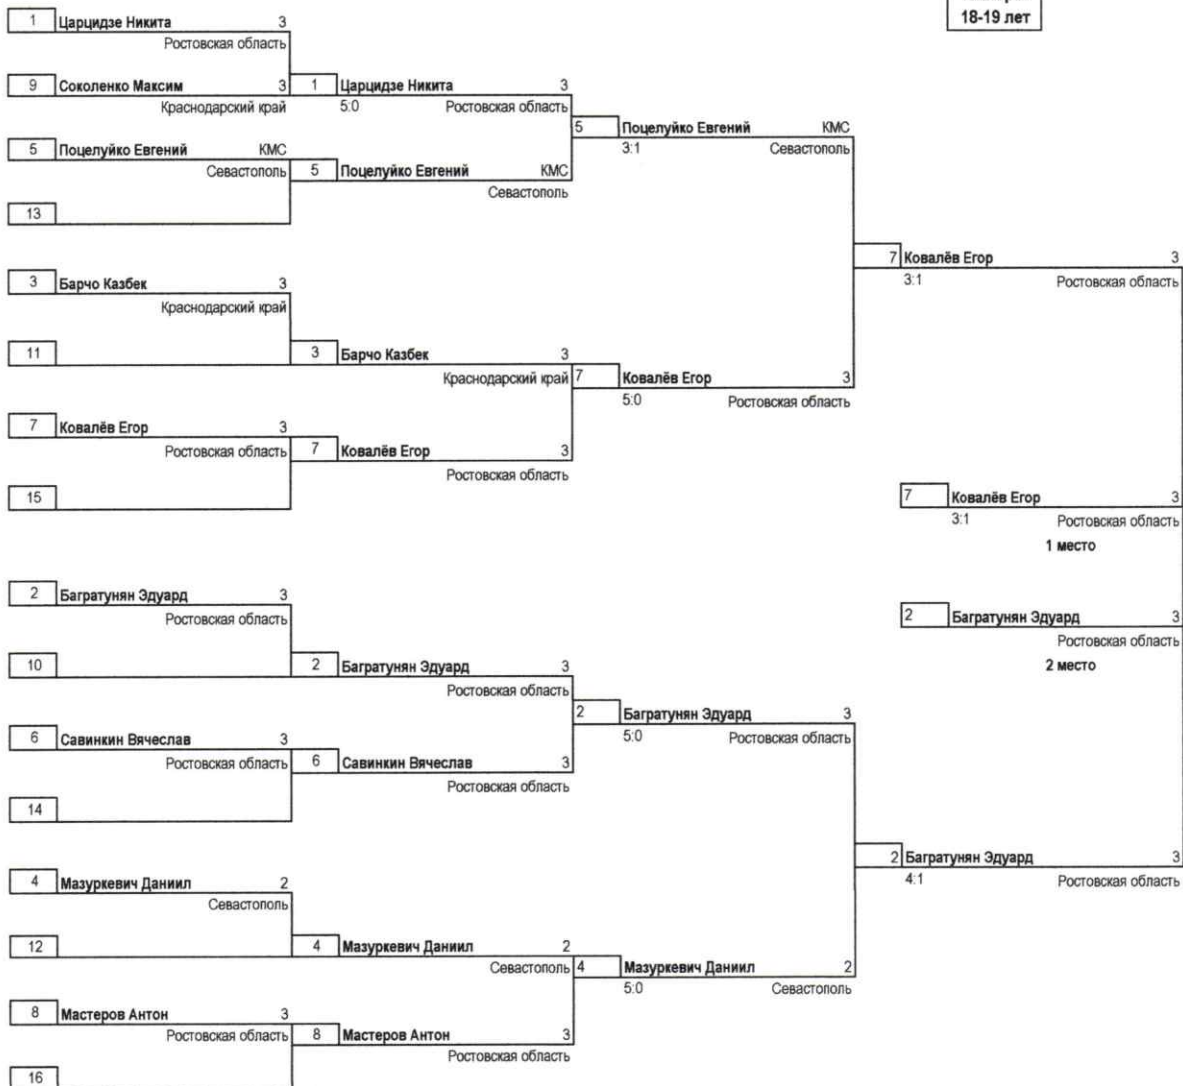 18-19 лет
1 Царцидзе Никита 3
Ростовская область
9 Соколенко Максим 3
Краснодарский край
1 Царцидзе Никита 3
5:0 Ростовская область
5 Поцелуйко Евгений КМС
Севастополь
5 Поцелуйко Евгений КМС
Севастополь
13
5 Поцелуйко Евгений КМС
3:1 Севастополь
3 Барчо Казбек 3
Краснодарский край
11
3 Барчо Казбек 3
Краснодарский край
7 Ковалёв Егор 3
Ростовская область
7 Ковалёв Егор 3
Ростовская область
15
7 Ковалёв Егор 3
5:0 Ростовская область
7 Ковалёв Егор 3
3:1 Ростовская область
7 Ковалёв Егор 3
3:1 Ростовская область
1 место
2 Багратунян Эдуард 3
Ростовская область
2 место
2 Багратунян Эдуард 3
Ростовская область
10
2 Багратунян Эдуард 3
Ростовская область
6 Савинкин Вячеслав 3
Ростовская область
6 Савинкин Вячеслав 3
Ростовская область
14
2 Багратунян Эдуард 3
5:0 Ростовская область
4 Мазуркевич Даниил 2
Севастополь
12
4 Мазуркевич Даниил 2
Севастополь
8 Мастеров Антон 3
Ростовская область
8 Мастеров Антон 3
Ростовская область
16
4 Мазуркевич Даниил 2
5:0 Севастополь
2 Багратунян Эдуард 3
4:1 Ростовская область